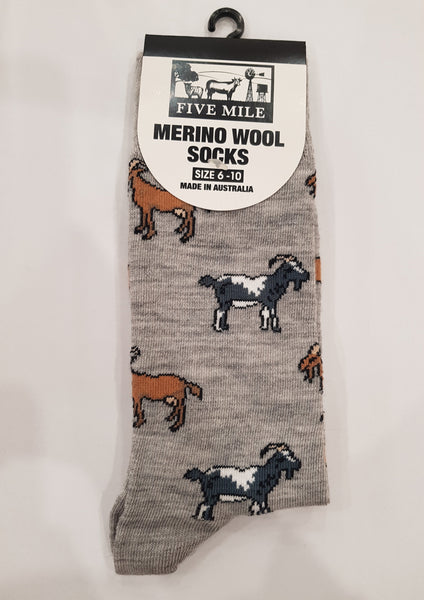 FIVE MILE
MERINO WOOL
SOCKS
SIZE 6 -10
MADE IN AUSTRALIA